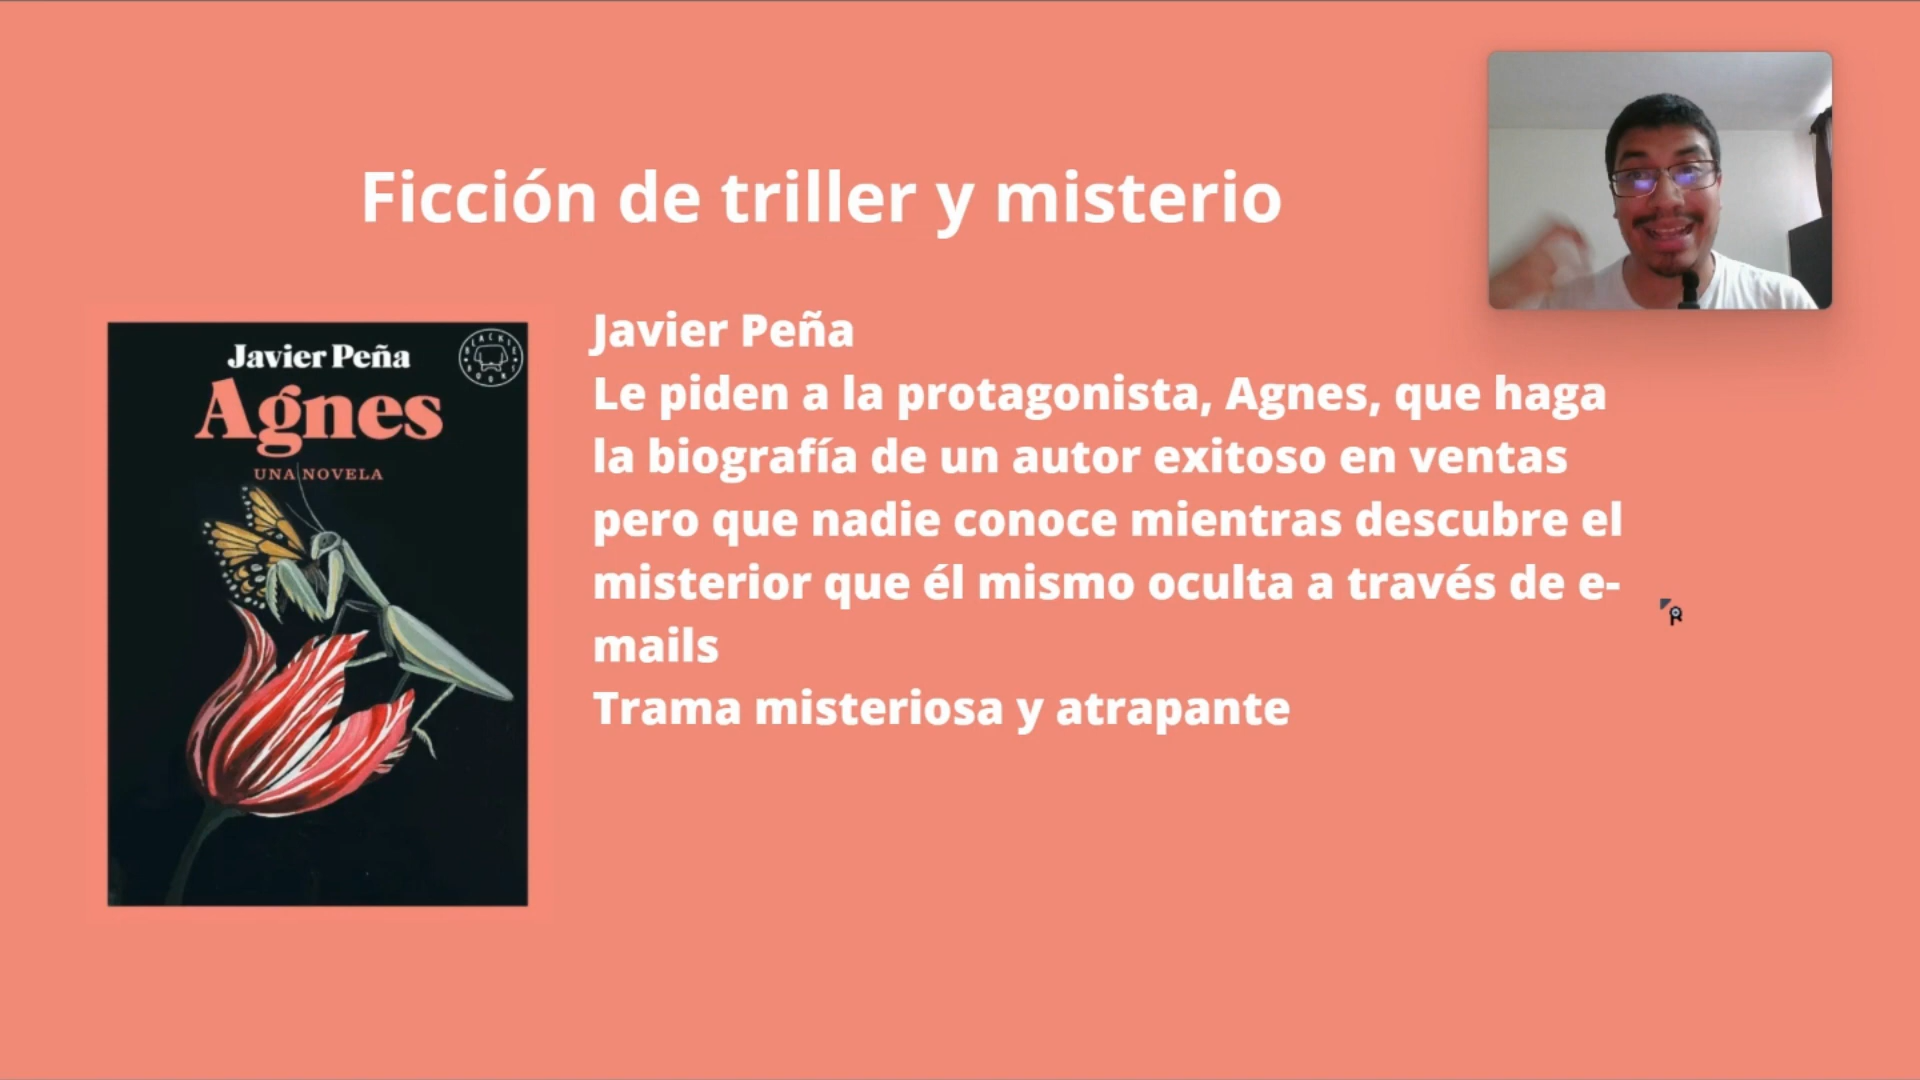 Ficción de triller y misterio
Javier Peña
Agnes
UNA NOVELA
BLACKIE BOOKS
Javier Peña
Le piden a la protagonista, Agnes, que haga
la biografía de un autor exitoso en ventas
pero que nadie conoce mientras descubre el
misterior que él mismo oculta a través de e-
mails
Trama misteriosa y atrapante